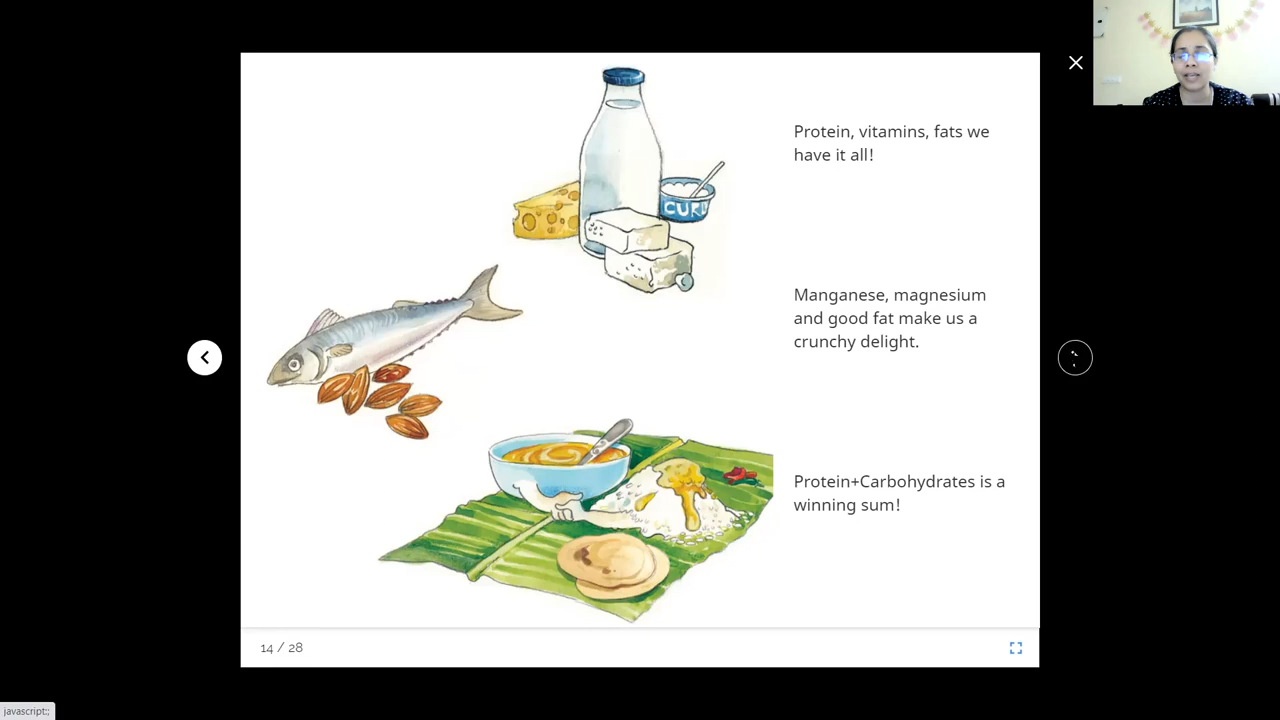 Protein, vitamins, fats we
have it all!
CURD
Manganese, magnesium
and good fat make us a
crunchy delight.
Protein+Carbohydrates is a
winning sum!
14 / 28
javascript:;